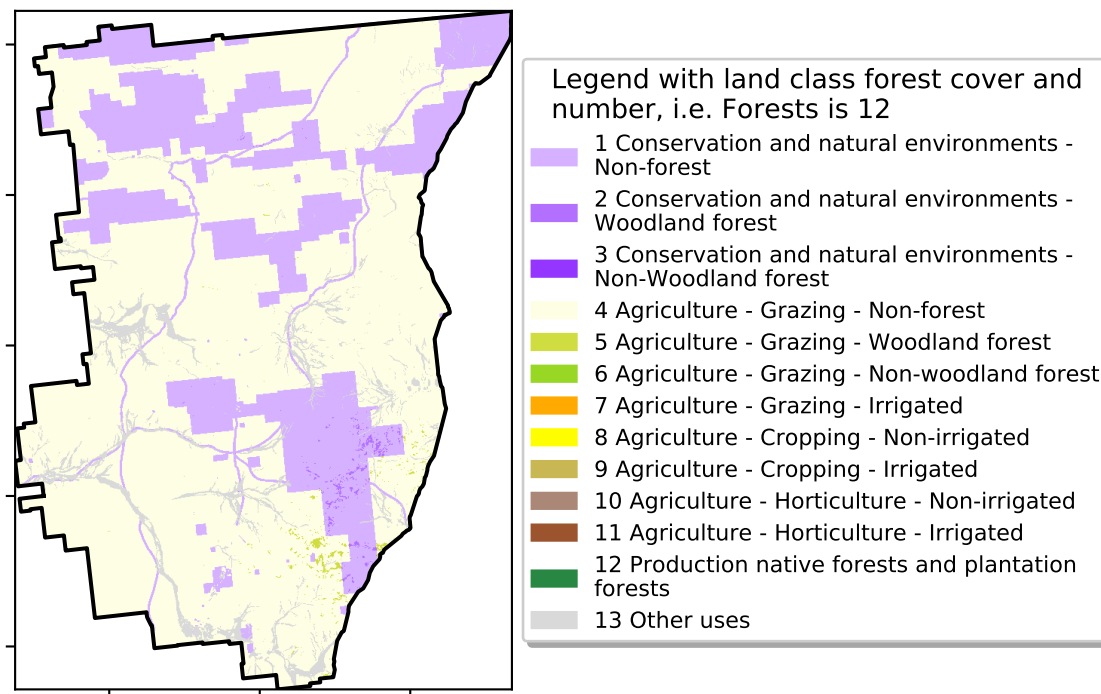 Legend with land class forest cover and
number, i.e. Forests is 12
1 Conservation and natural environments -
Non-forest
2 Conservation and natural environments -
Woodland forest
3 Conservation and natural environments -
Non-Woodland forest
4 Agriculture - Grazing - Non-forest
5 Agriculture - Grazing - Woodland forest
6 Agriculture - Grazing - Non-woodland forest
7 Agriculture - Grazing - Irrigated
8 Agriculture - Cropping - Non-irrigated
9 Agriculture - Cropping - Irrigated
10 Agriculture - Horticulture - Non-irrigated
11 Agriculture - Horticulture - Irrigated
12 Production native forests and plantation
forests
13 Other uses